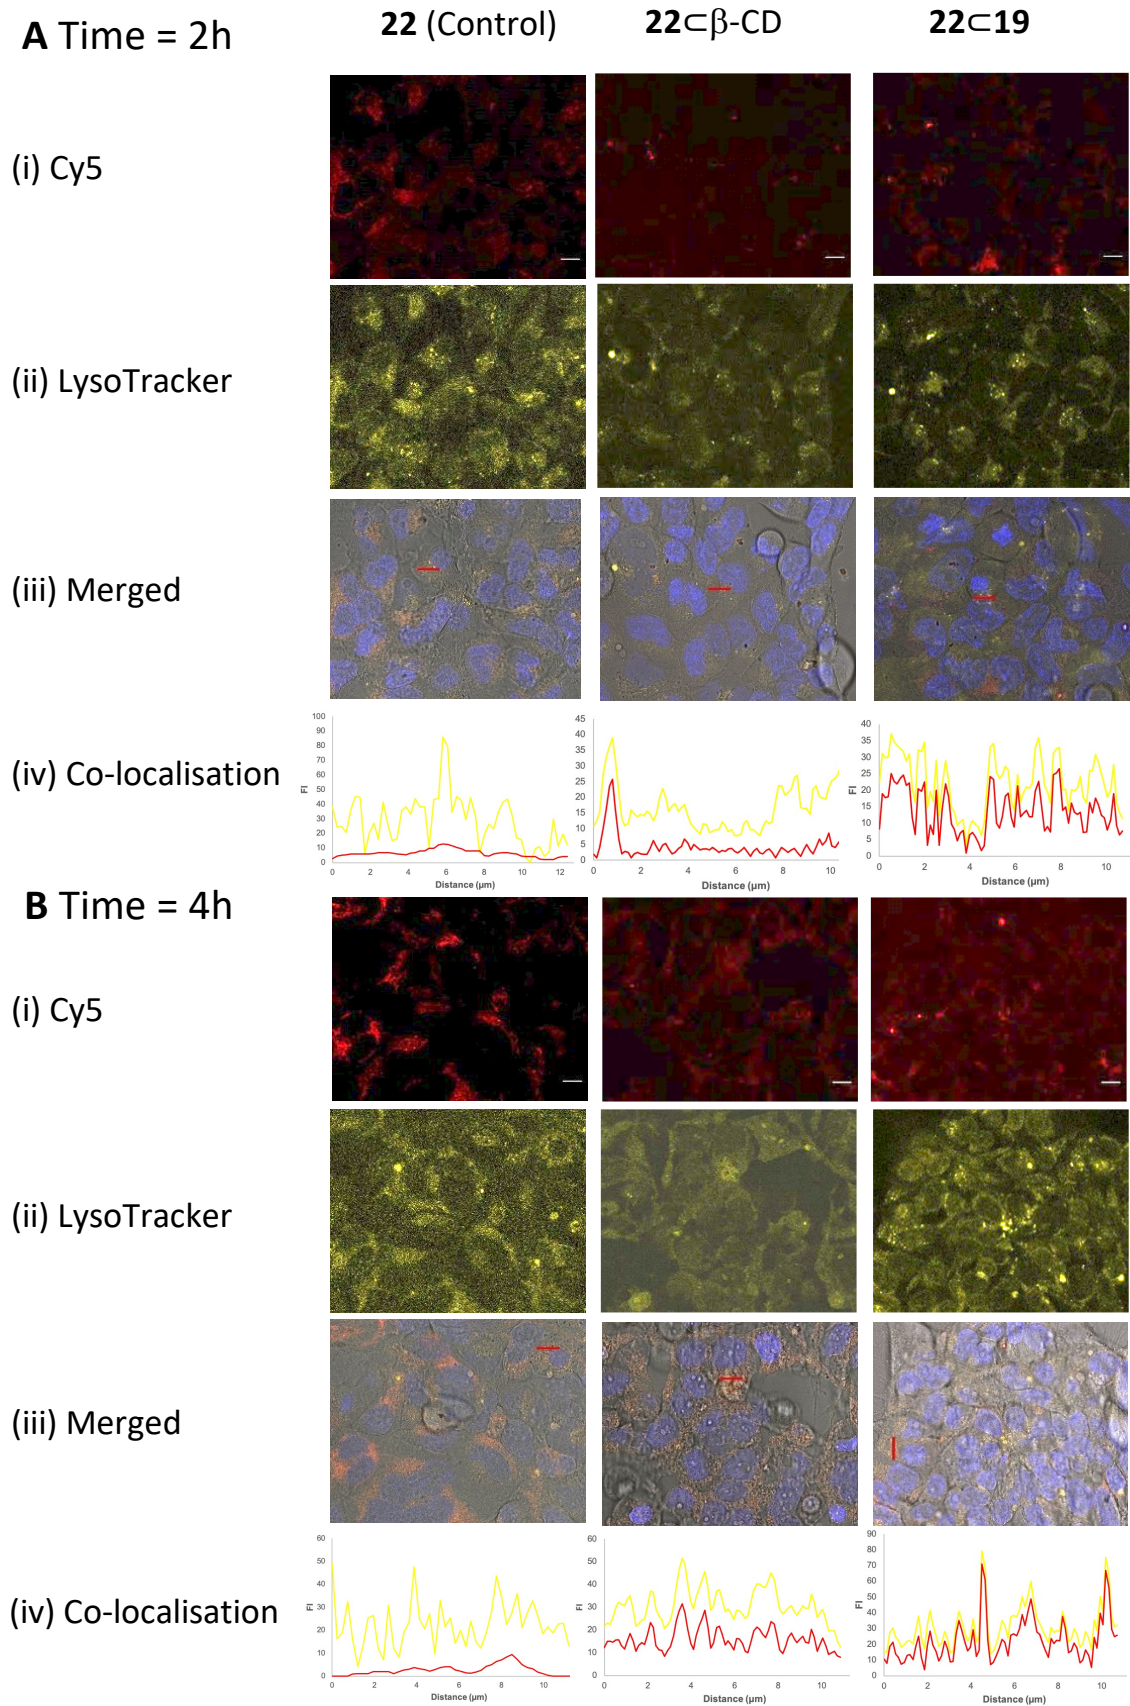 22 (Control) 22⊂β-CD 22⊂19
A Time = 2h
(i) Cy5
(ii) LysoTracker
(iii) Merged
(iv) Co-localisation
FI
100
90
80
70
60
50
40
30
20
10
0
0 2 4 6 8 10 12
Distance (µm)
45
40
35
30
25
20
15
10
5
0
0 2 4 6 8 10
Distance (µm)
FI
40
35
30
25
20
15
10
5
0
0 2 4 6 8 10
Distance (µm)
B Time = 4h
(i) Cy5
(ii) LysoTracker
(iii) Merged
(iv) Co-localisation
FI
60
50
40
30
20
10
0
0 2 4 6 8 10
Distance (µm)
FI
60
50
40
30
20
10
0
0 2 4 6 8 10
Distance (µm)
FI
90
80
70
60
50
40
30
20
10
0
0 2 4 6 8 10
Distance (µm)